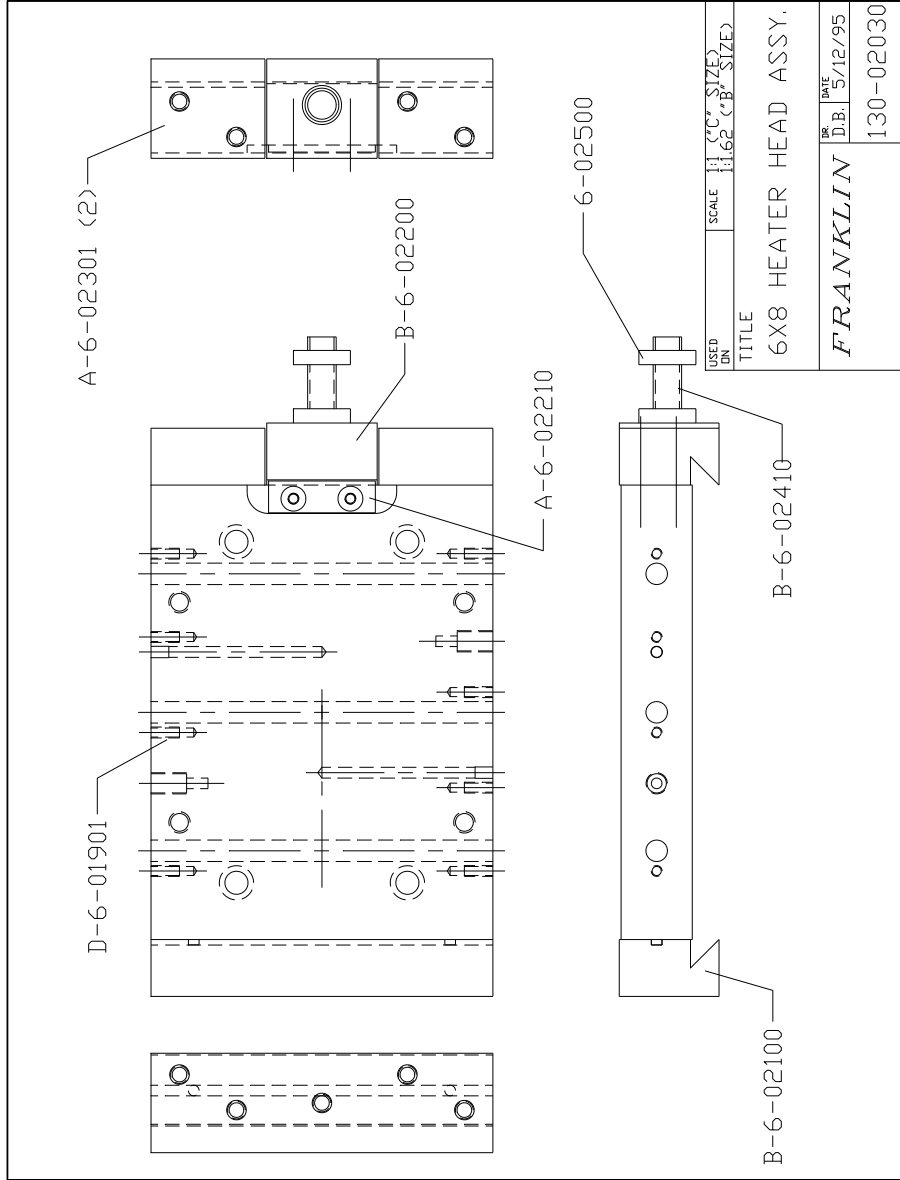 A-6-02301 (2)
B-6-02200
6-02500
A-6-02210
D-6-01901
B-6-02410
B-6-02100
USED
ON
SCALE 1:1 ("C" SIZE)
1:1.62 ("B" SIZE)
TITLE
6X8 HEATER HEAD ASSY.
FRANKLIN
DR.
D.B.
DATE
5/12/95
130-02030